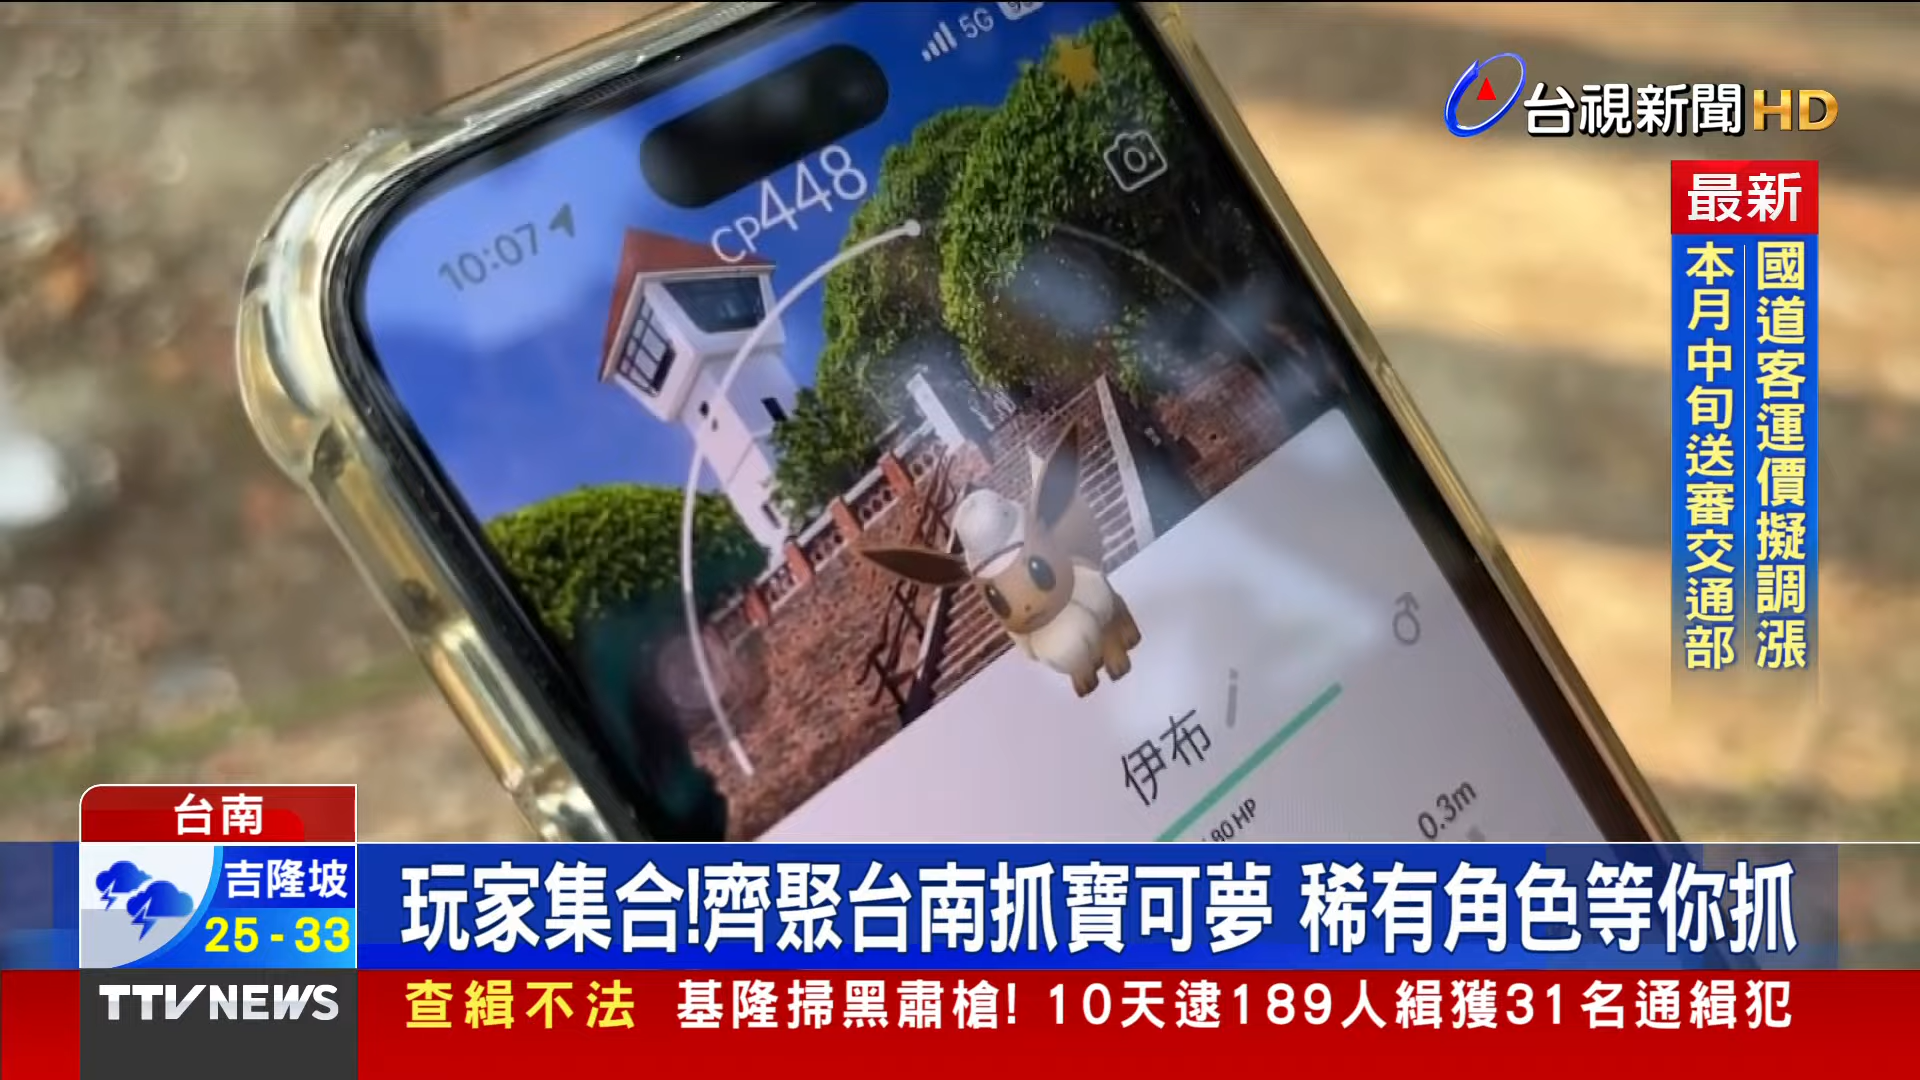 5G
10:07
CP448
伊布
80 HP
0.3m
台視新聞HD
最新
國道客運價擬調漲
本月中旬送審交通部
台南
吉隆坡
25-33
玩家集合!齊聚台南抓寶可夢 稀有角色等你抓
TTV NEWS
查緝不法 基隆掃黑肅槍! 10天逮189人緝獲31名通緝犯